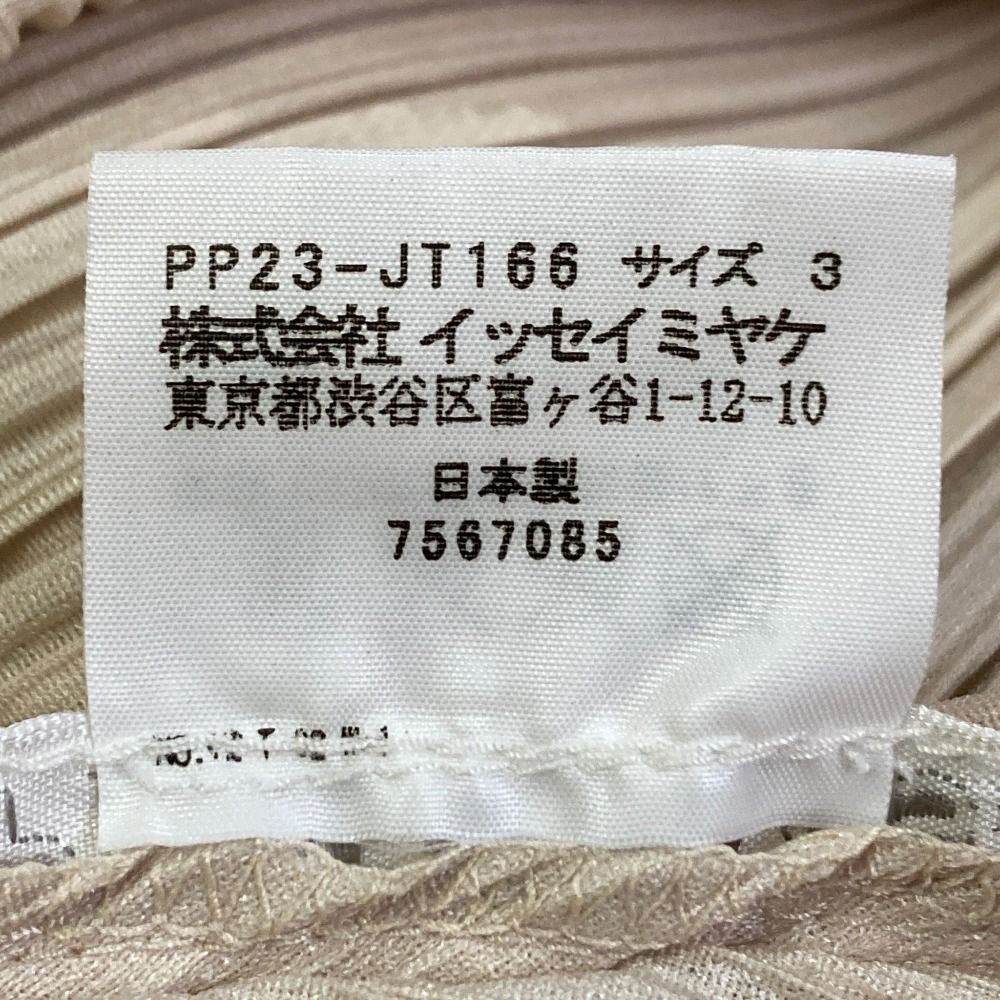 PP23-JT166 サイズ 3
株式会社 イッセイミヤケ
東京都渋谷区富ヶ谷1-12-10
日本製
7567085